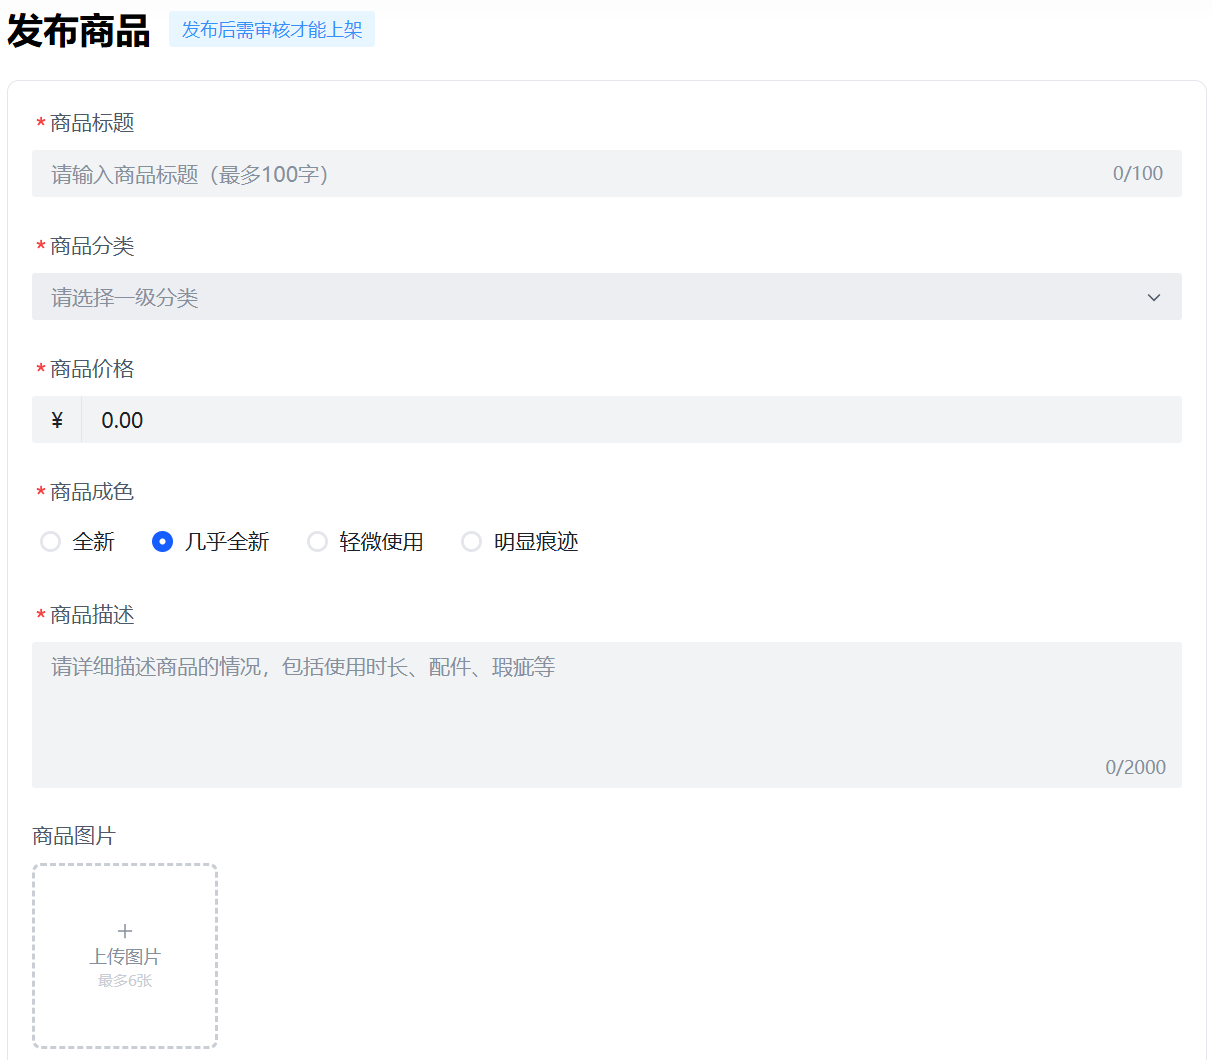 发布商品 发布后需审核才能上架
*商品标题
请输入商品标题（最多100字） 0/100
*商品分类
请选择一级分类
*商品价格
¥ 0.00
*商品成色
全新 几乎全新 轻微使用 明显痕迹
*商品描述
请详细描述商品的情况，包括使用时长、配件、瑕疵等
0/2000
商品图片
+
上传图片
最多6张